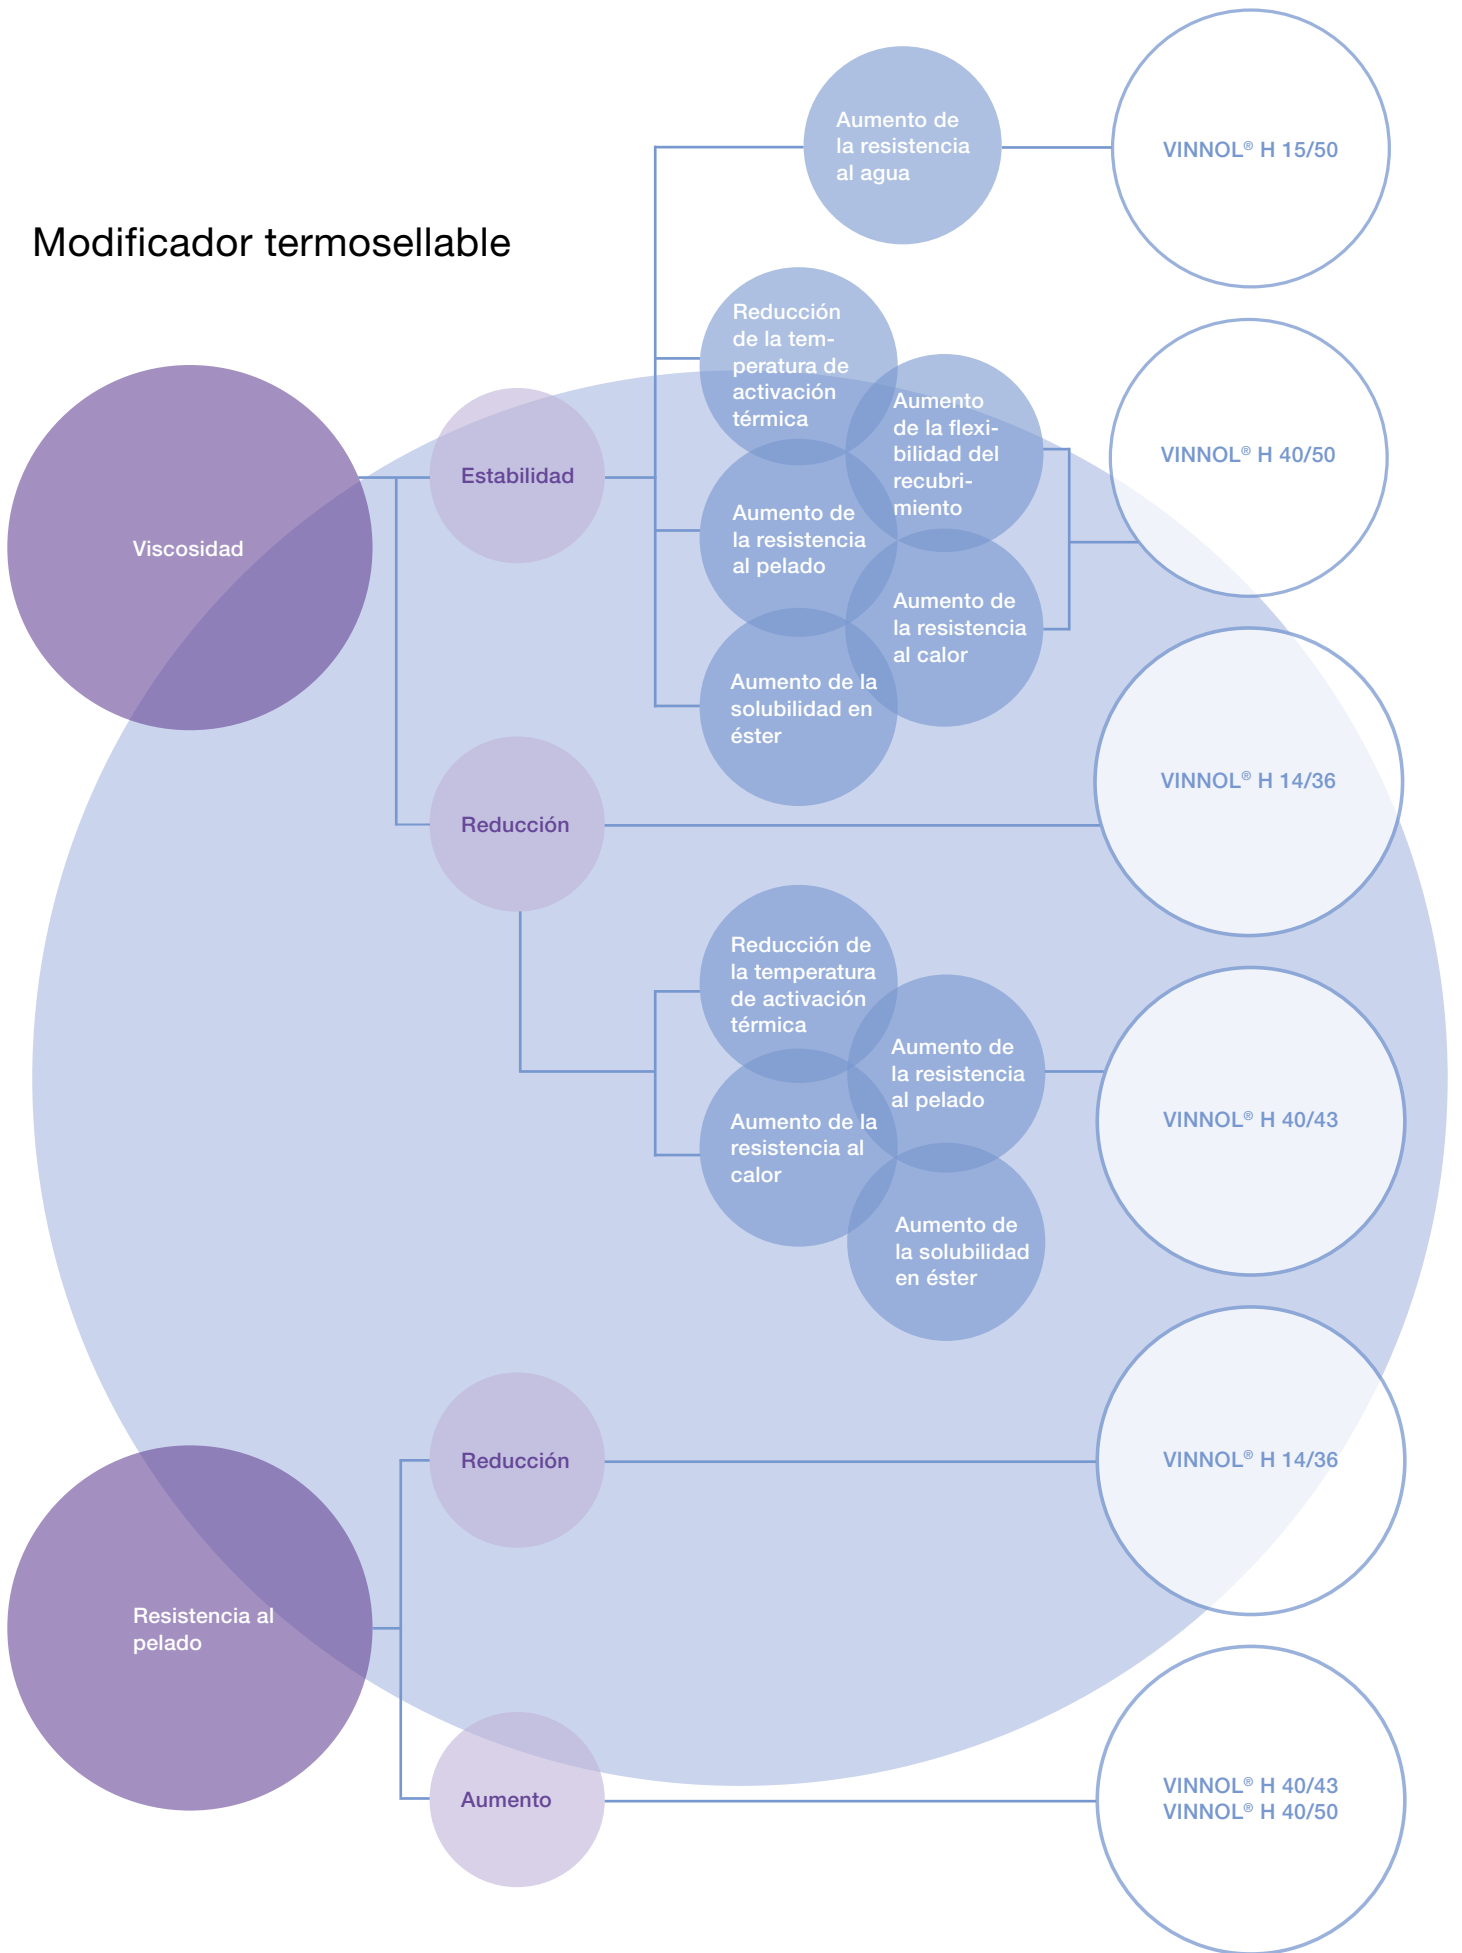 Modificador termosellable
Viscosidad
Estabilidad
Aumento de
la resistencia
al agua
VINNOL® H 15/50
Reducción
de la tem-
peratura de
activación
térmica
Aumento
de la flexi-
bilidad del
recubri-
miento
Aumento de
la resistencia
al pelado
Aumento de
la resistencia
al calor
Aumento de la
solubilidad en
éster
VINNOL® H 40/50
Reducción
VINNOL® H 14/36
Reducción de
la temperatura
de activación
térmica
Aumento de
la resistencia
al pelado
Aumento de la
resistencia al
calor
Aumento de
la solubilidad
en éster
VINNOL® H 40/43
Resistencia al
pelado
Reducción
VINNOL® H 14/36
Aumento
VINNOL® H 40/43
VINNOL® H 40/50